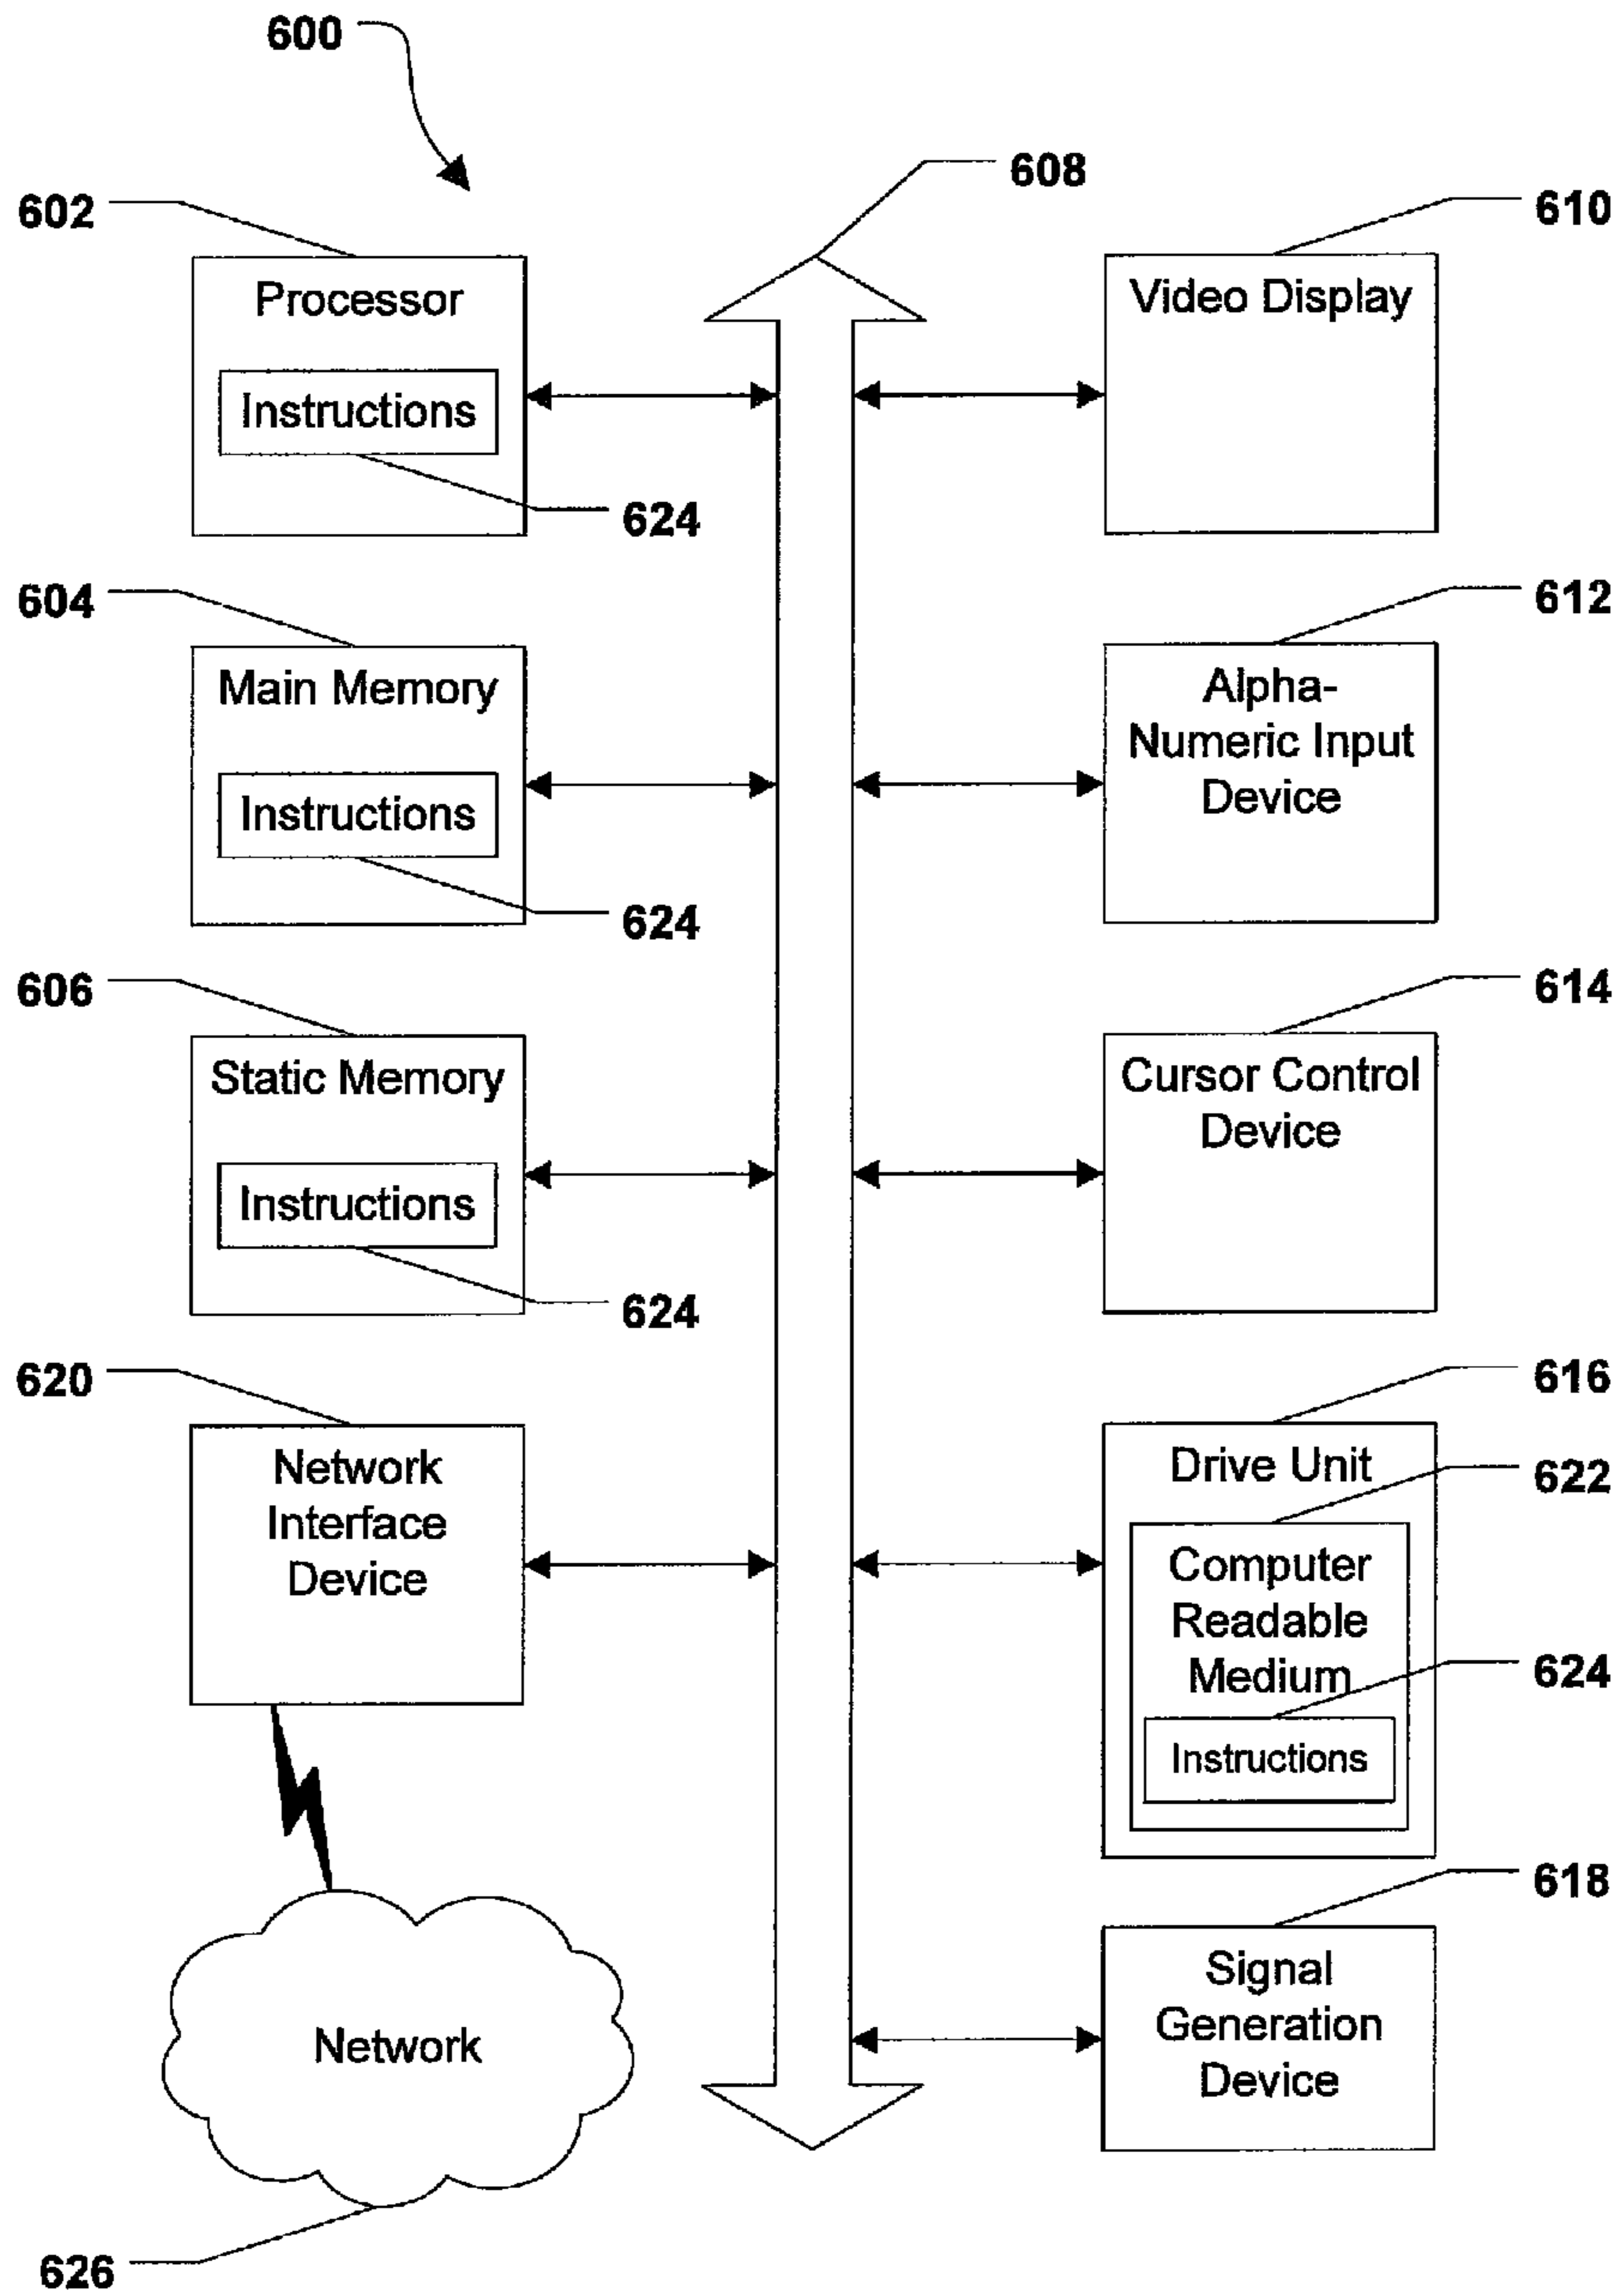 600
608
602
610
Processor
Video Display
Instructions
624
604
612
Main Memory
Alpha-
Numeric Input
Device
Instructions
624
606
614
Static Memory
Cursor Control
Device
Instructions
624
620
616
Network
Interface
Device
Drive Unit
622
Computer
Readable
Medium
624
Instructions
618
Signal
Generation
Device
Network
626